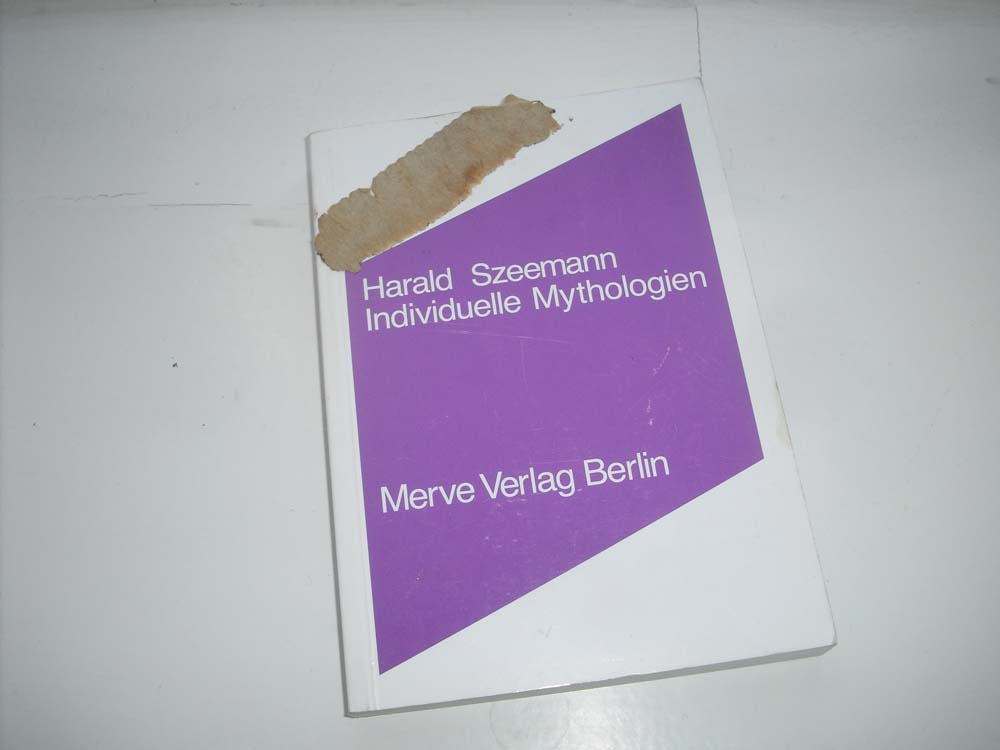 Harald Szeemann
Individuelle Mythologien
Merve Verlag Berlin